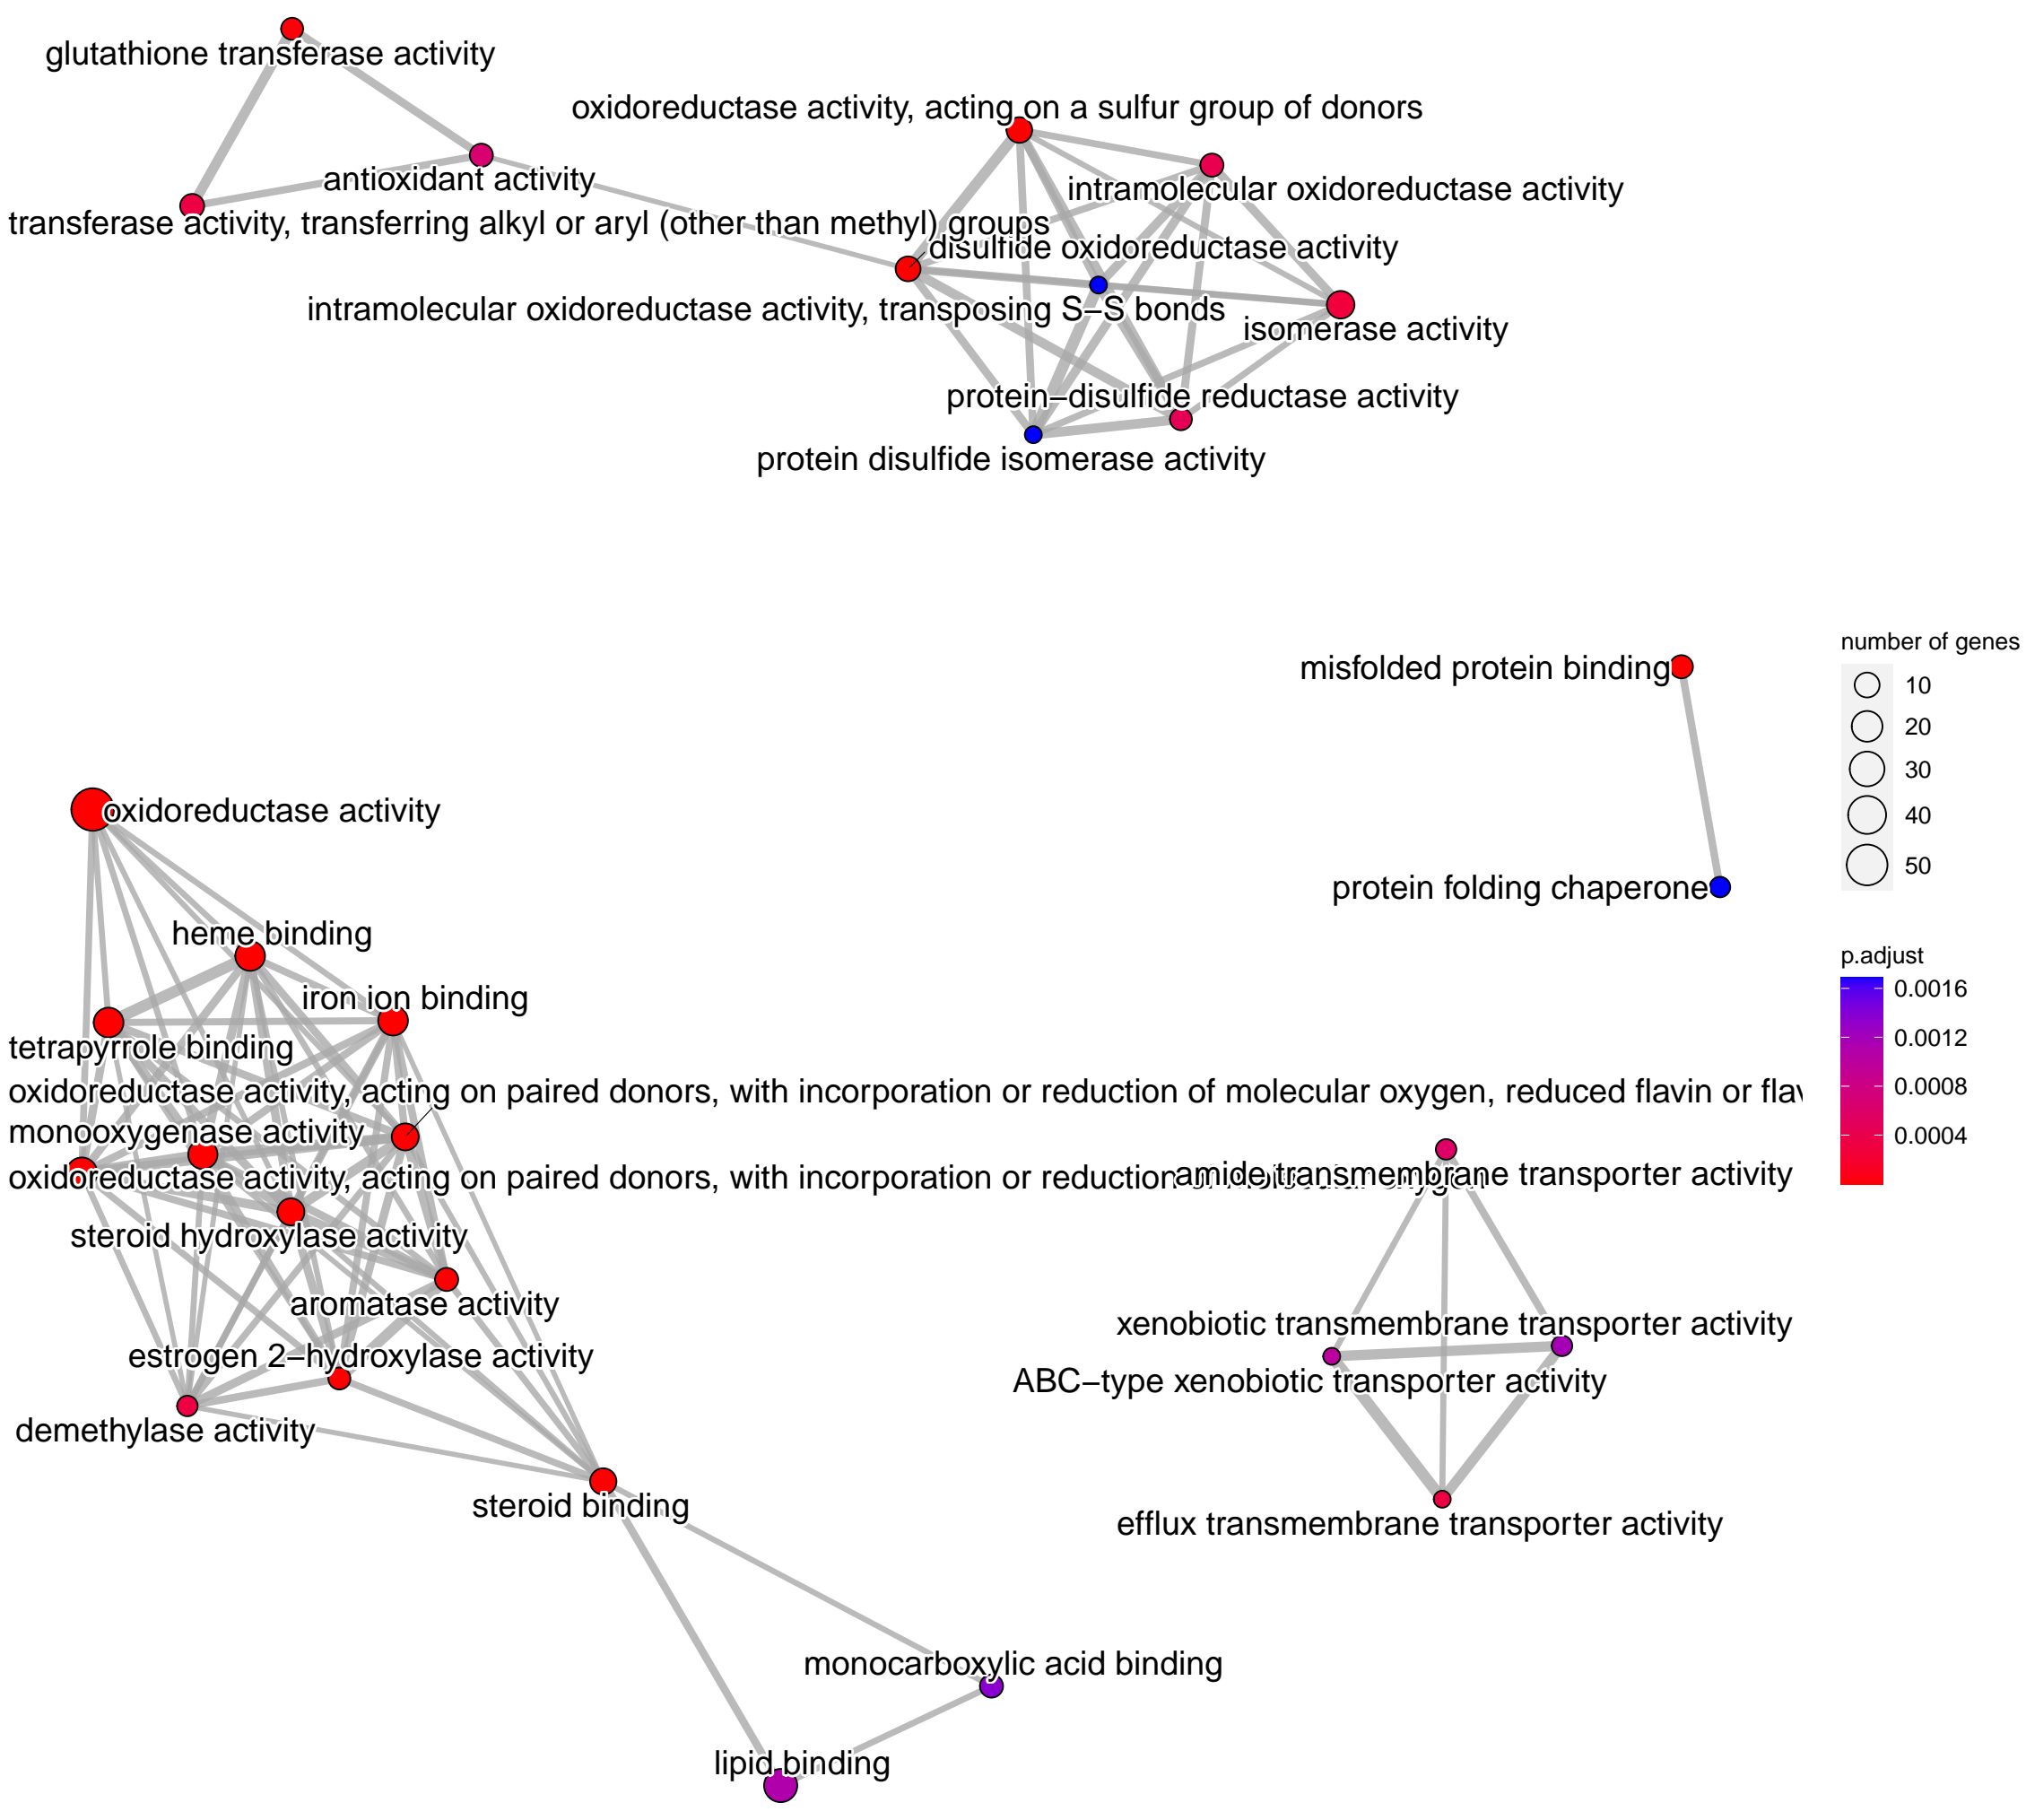 glutathione transferase activity
oxidoreductase activity, acting on a sulfur group of donors
antioxidant activity
intramolecular oxidoreductase activity
transferase activity, transferring alkyl or aryl (other than methyl) groups
disulfide oxidoreductase activity
intramolecular oxidoreductase activity, transposing S−S bonds
isomerase activity
protein−disulfide reductase activity
protein disulfide isomerase activity
number of genes
misfolded protein binding
10
20
30
40
50
oxidoreductase activity
protein folding chaperone
heme binding
p.adjust
0.0016
0.0012
0.0008
0.0004
iron ion binding
tetrapyrrole binding
oxidoreductase activity, acting on paired donors, with incorporation or reduction of molecular oxygen, reduced flavin or flav
monooxygenase activity
oxidoreductase activity, acting on paired donors, with incorporation or reduction of molecular oxygen
amide transmembrane transporter activity
steroid hydroxylase activity
aromatase activity
xenobiotic transmembrane transporter activity
estrogen 2−hydroxylase activity
ABC−type xenobiotic transporter activity
demethylase activity
steroid binding
efflux transmembrane transporter activity
monocarboxylic acid binding
lipid binding